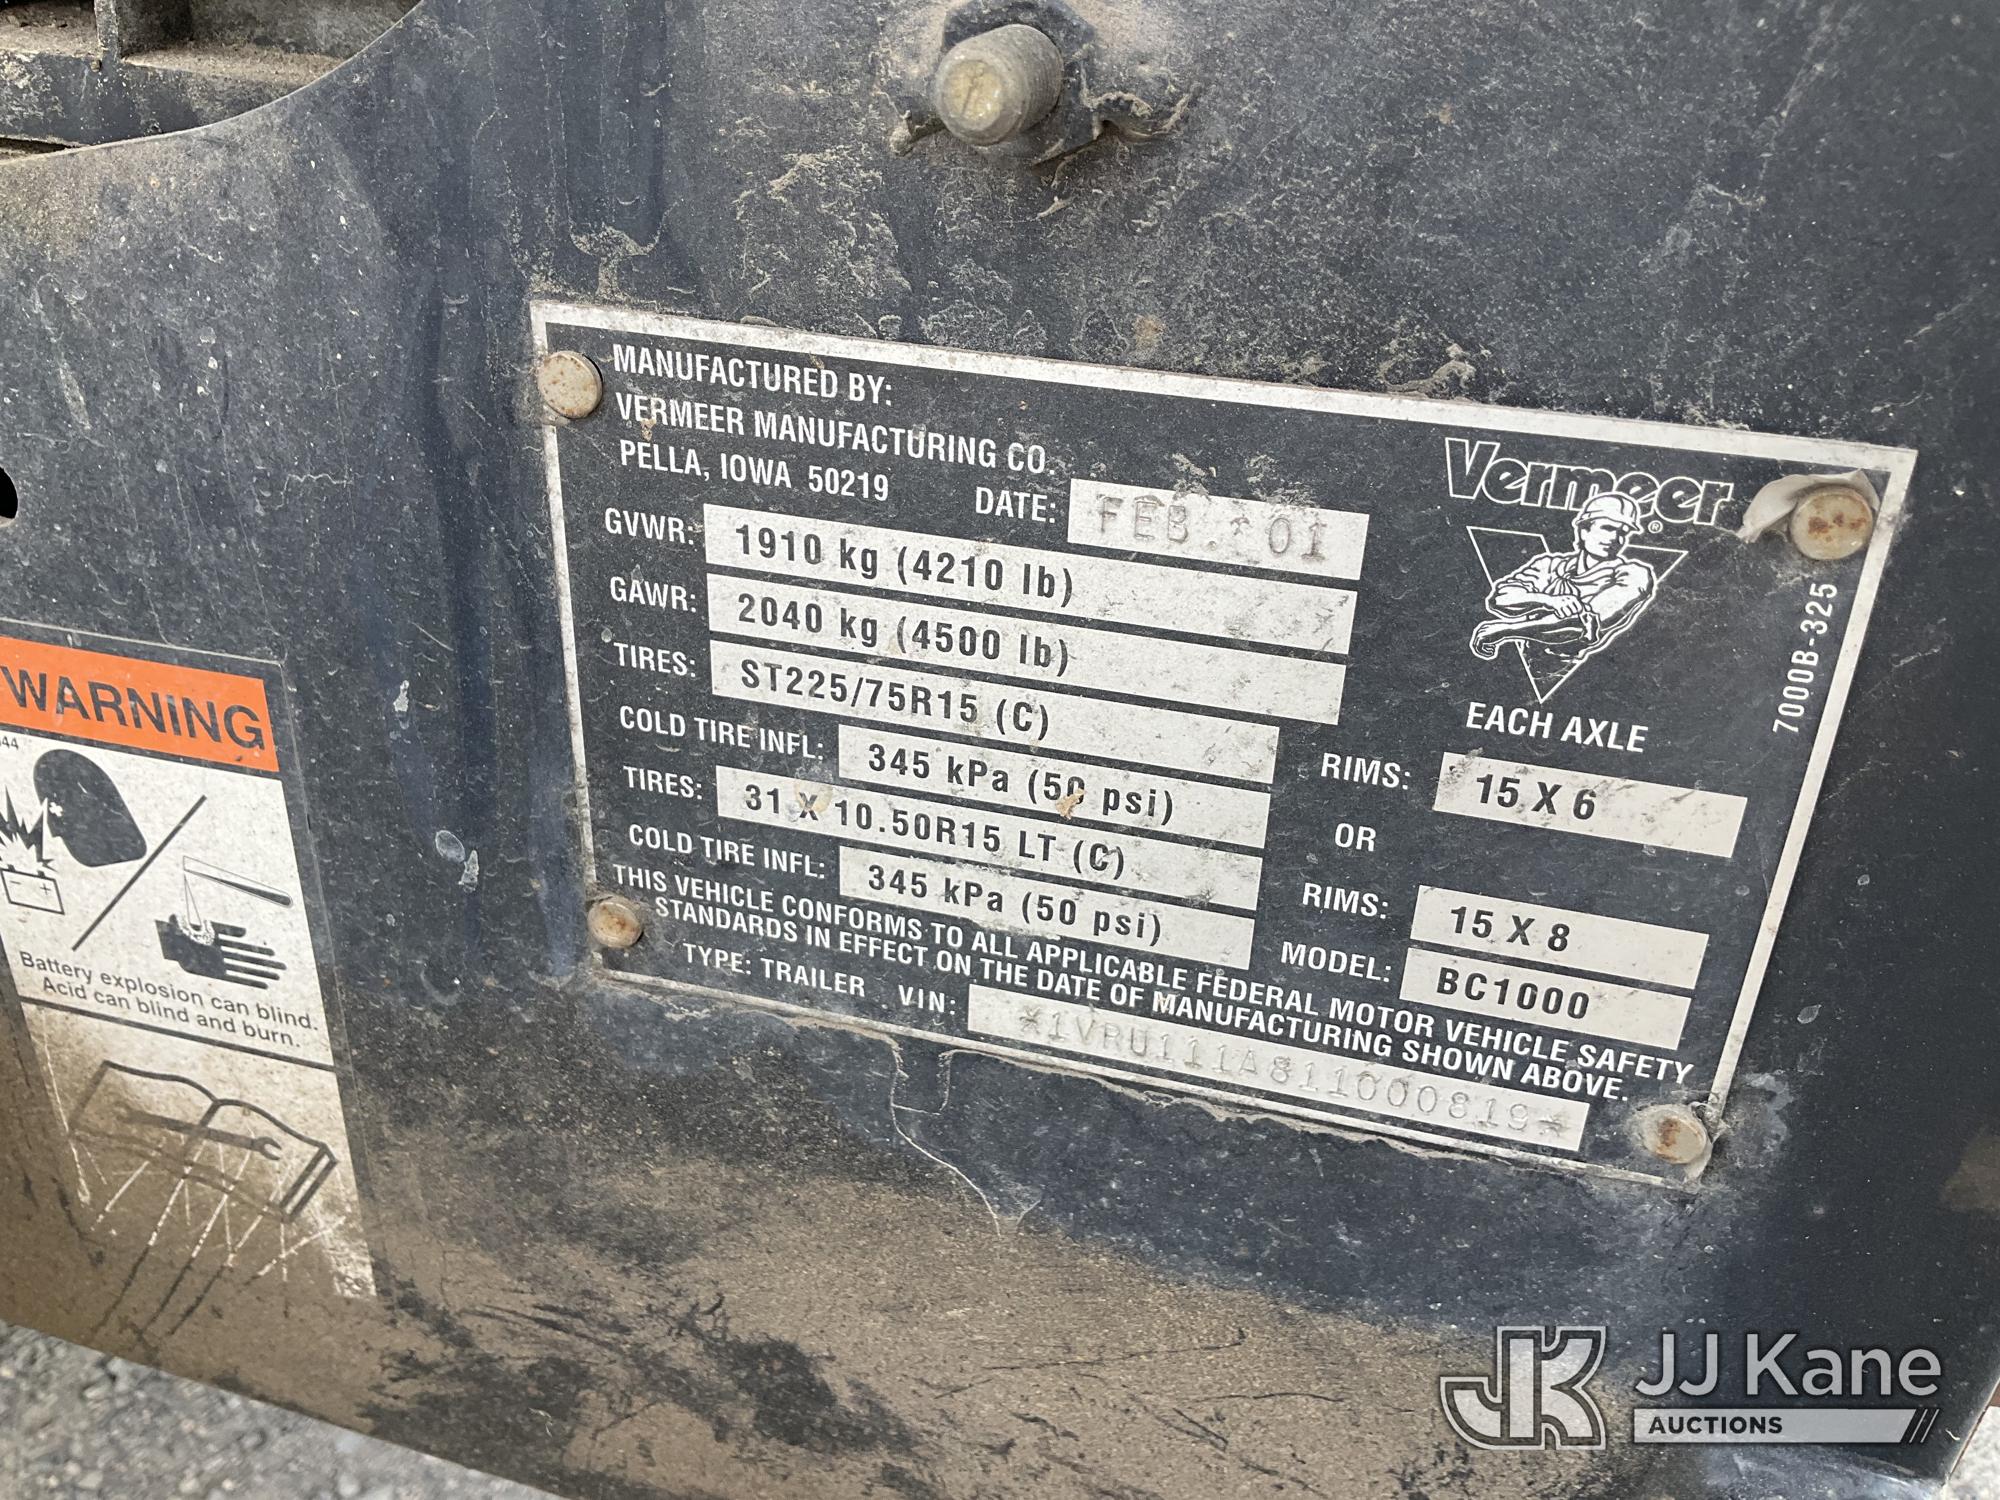 MANUFACTURED BY:
VERMEER MANUFACTURING CO.
PELLA, IOWA 50219
DATE: FEB. 01
Vermeer ®
GVWR: 1910 kg (4210 lb)
GAWR: 2040 kg (4500 lb)
EACH AXLE
TIRES: ST225/75R15 (C)
RIMS: 15 X 6
COLD TIRE INFL: 345 kPa (50 psi)
OR
TIRES: 31 X 10.50R15 LT (C)
RIMS: 15 X 8
COLD TIRE INFL: 345 kPa (50 psi)
MODEL: BC1000
THIS VEHICLE CONFORMS TO ALL APPLICABLE FEDERAL MOTOR VEHICLE SAFETY
STANDARDS IN EFFECT ON THE DATE OF MANUFACTURING SHOWN ABOVE.
TYPE: TRAILER VIN: *1VRU111A811000819*
7000B-325
WARNING
Battery explosion can blind.
Acid can blind and burn.
JK
JJ Kane
AUCTIONS